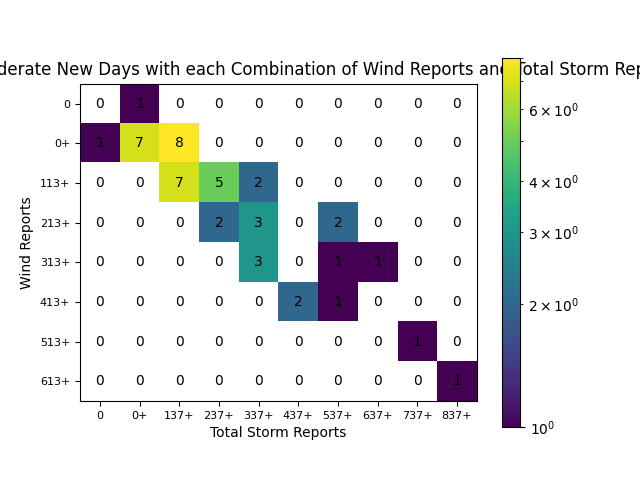 derate New Days with each Combination of Wind Reports and Total Storm Rep
0 0 1 0 0 0 0 0 0 0 0
0+ 1 7 8 0 0 0 0 0 0 0
113+ 0 0 7 5 2 0 0 0 0 0
213+ 0 0 0 2 3 0 2 0 0 0
313+ 0 0 0 0 3 0 1 1 0 0
413+ 0 0 0 0 0 2 1 0 0 0
513+ 0 0 0 0 0 0 0 0 1 0
613+ 0 0 0 0 0 0 0 0 0 1
0 0+ 137+ 237+ 337+ 437+ 537+ 637+ 737+ 837+
Total Storm Reports
Wind Reports
6 × 10⁰
4 × 10⁰
3 × 10⁰
2 × 10⁰
10⁰